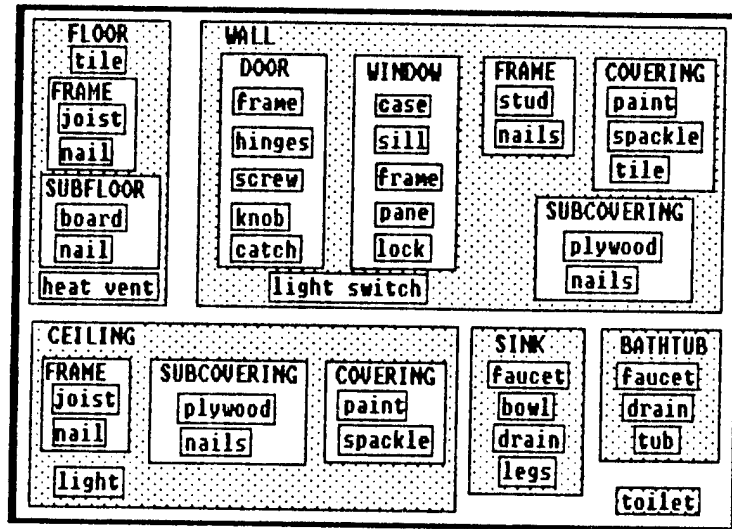 FLOOR
tile
FRAME
joist
nail
SUBFLOOR
board
nail
heat vent
WALL
DOOR
frame
hinges
screw
knob
catch
WINDOW
case
sill
frame
pane
lock
light switch
FRAME
stud
nails
COVERING
paint
spackle
tile
SUBCOVERING
plywood
nails
CEILING
FRAME
joist
nail
light
SUBCOVERING
plywood
nails
COVERING
paint
spackle
SINK
faucet
bowl
drain
legs
BATHTUB
faucet
drain
tub
toilet